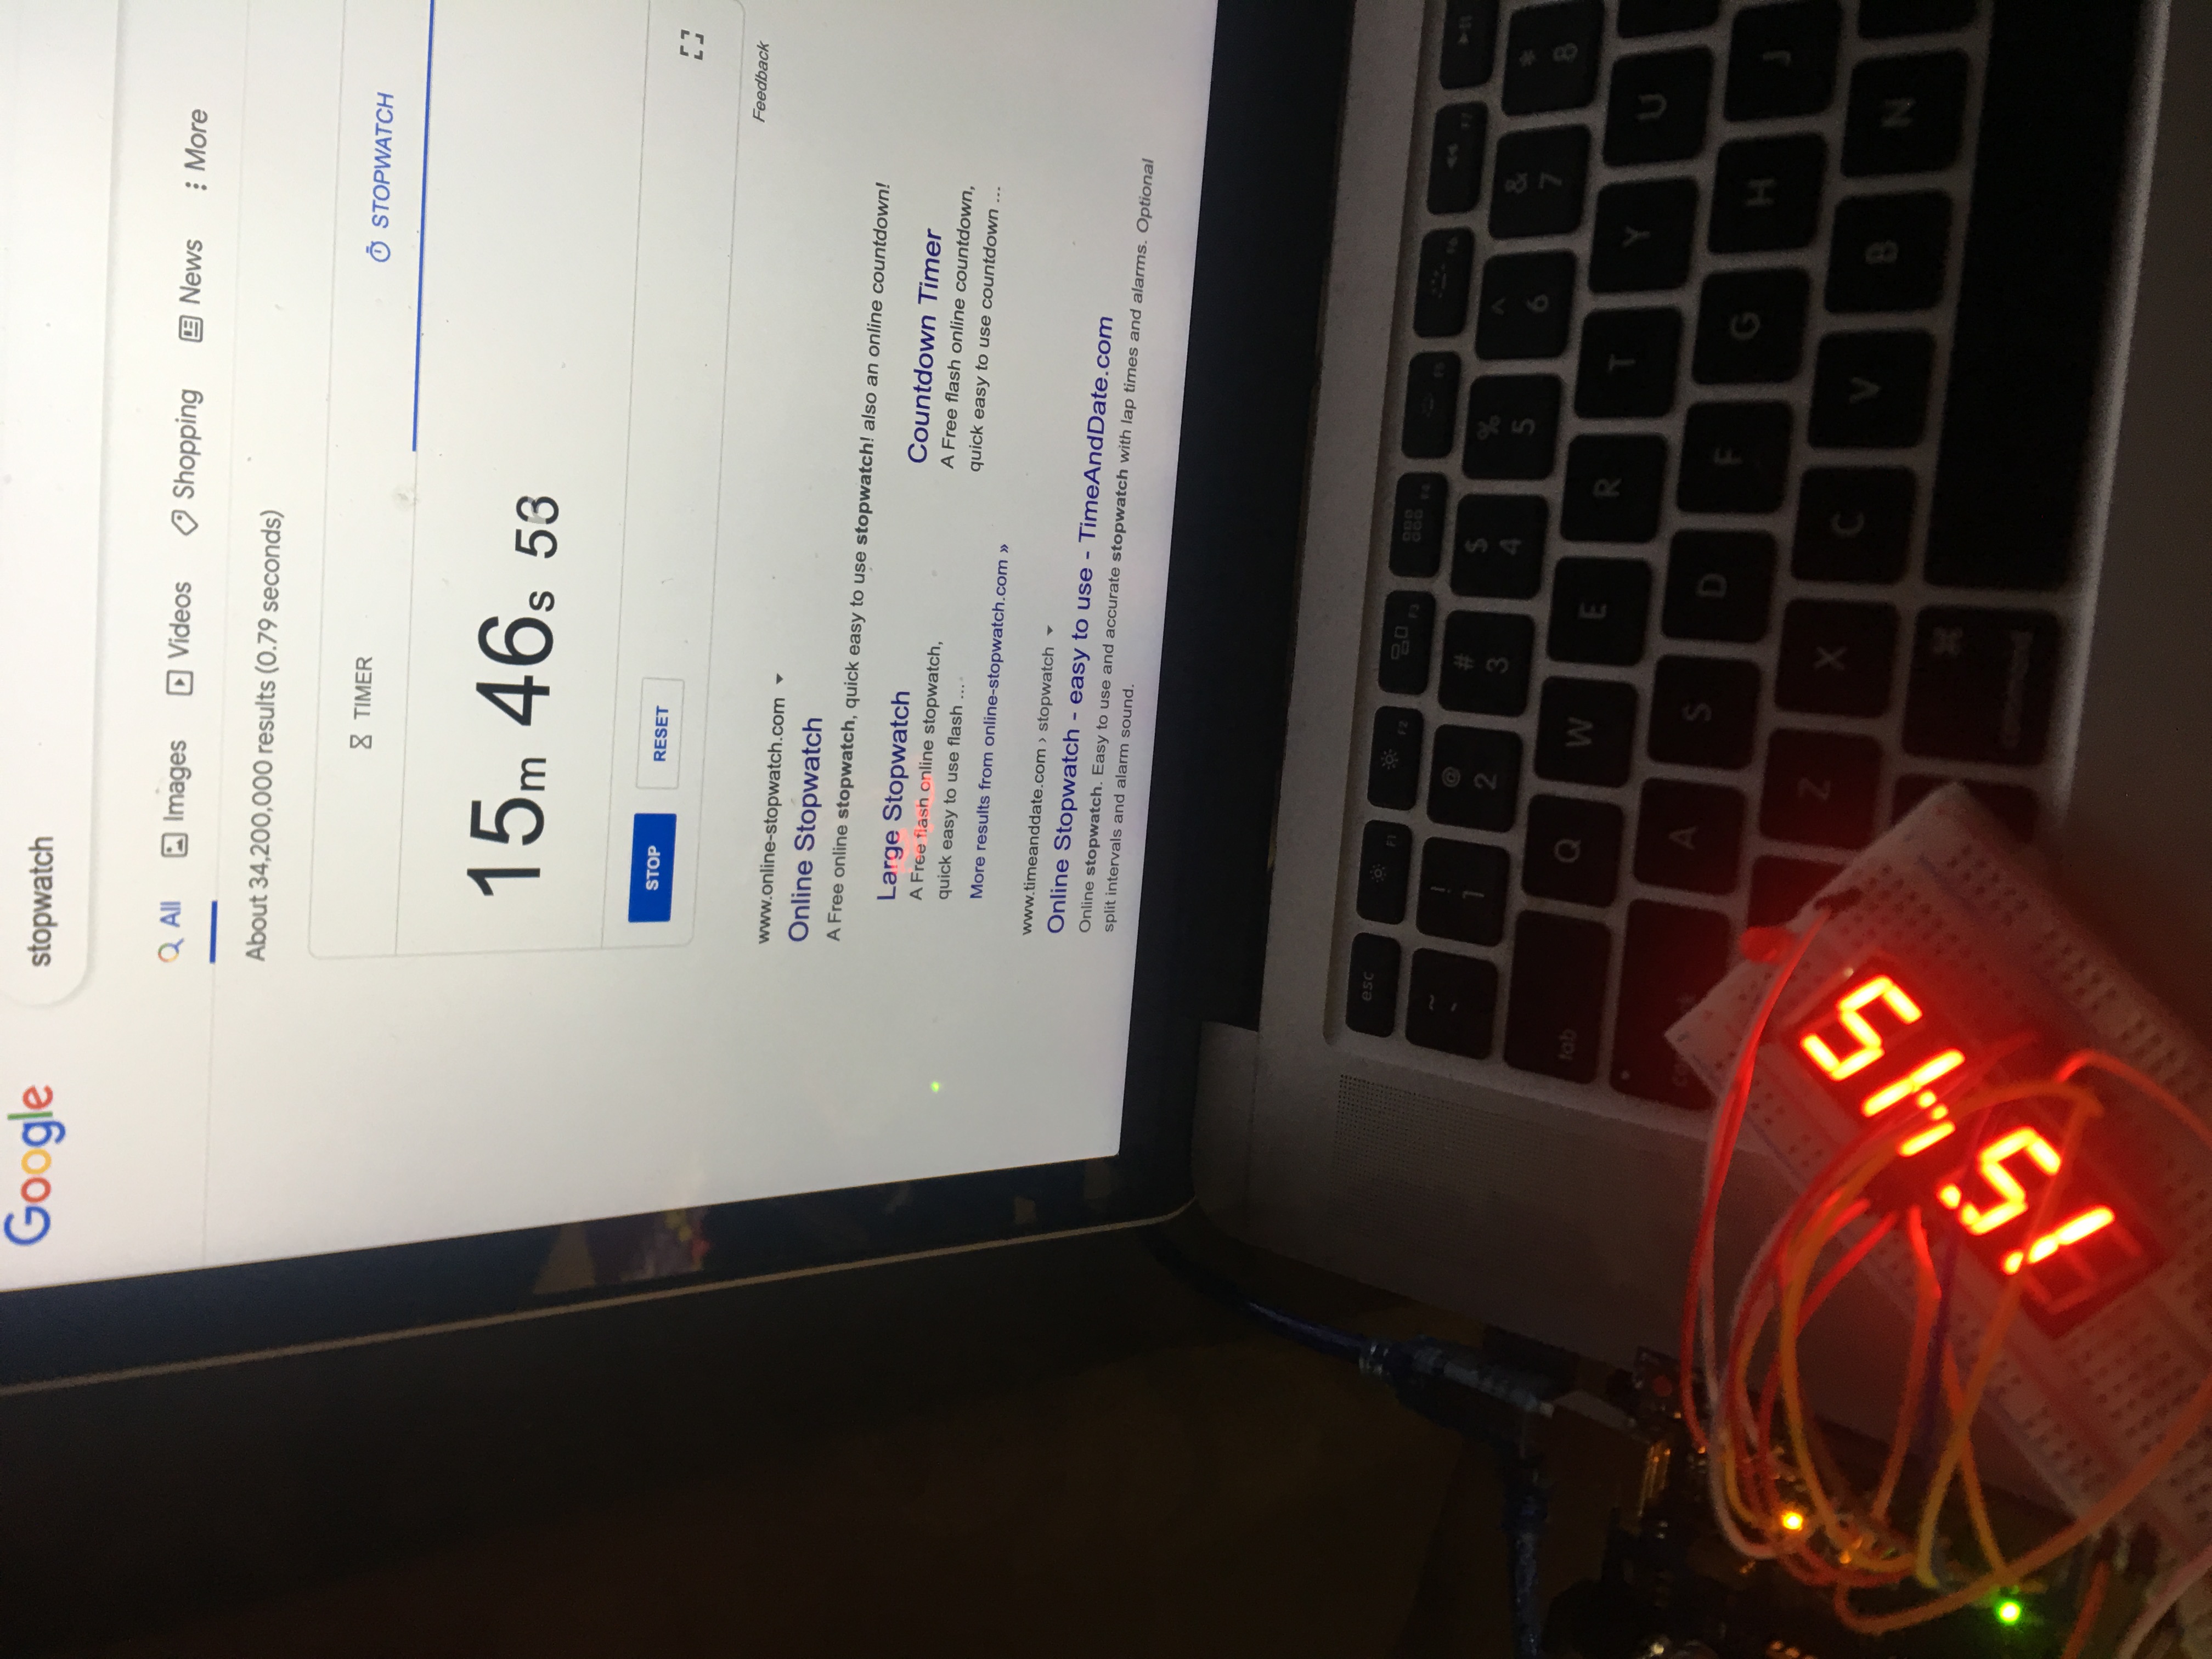 Google
stopwatch
All Images Videos Shopping News More
About 34,200,000 results (0.79 seconds)
TIMER STOPWATCH
15m 46s
STOP RESET
Feedback
www.online-stopwatch.com
Online Stopwatch
A Free online stopwatch, quick easy to use stopwatch! also an online countdown!
Large Stopwatch
A Free flash online stopwatch,
quick easy to use flash ...
More results from online-stopwatch.com »
Countdown Timer
A Free flash online countdown,
quick easy to use countdown ...
www.timeanddate.com › stopwatch
Online Stopwatch - easy to use - TimeAndDate.com
Online stopwatch. Easy to use and accurate stopwatch with lap times and alarms. Optional
split intervals and alarm sound.
esc F1 F2 F3 F4 F5 F6 F7
~ ! @ # $ % ^ & *
` 1 2 3 4 5 6 7 8
tab Q W E R T Y U
A S D F G H J
Z X C V B N
⌘
command
15:45